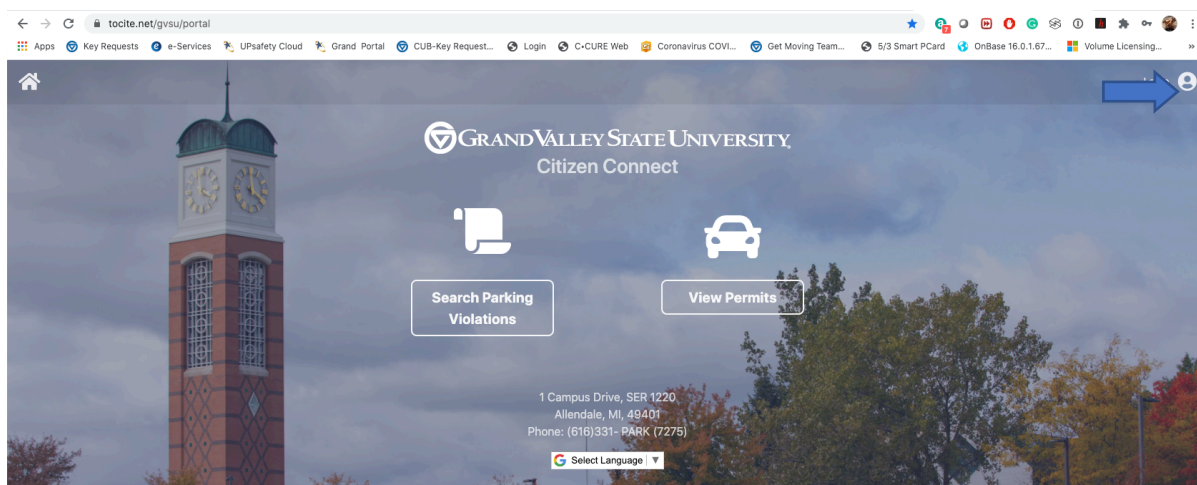 tocite.net/gvsu/portal
7
Apps Key Requests e-Services UPsafety Cloud Grand Portal CUB-Key Request... Login C•CURE Web Coronavirus COVI... Get Moving Team... 5/3 Smart PCard OnBase 16.0.1.67... Volume Licensing... »
GRAND VALLEY STATE UNIVERSITY
Citizen Connect
Search Parking
Violations
View Permits
1 Campus Drive, SER 1220
Allendale, MI, 49401
Phone: (616)331- PARK (7275)
Select Language ▼